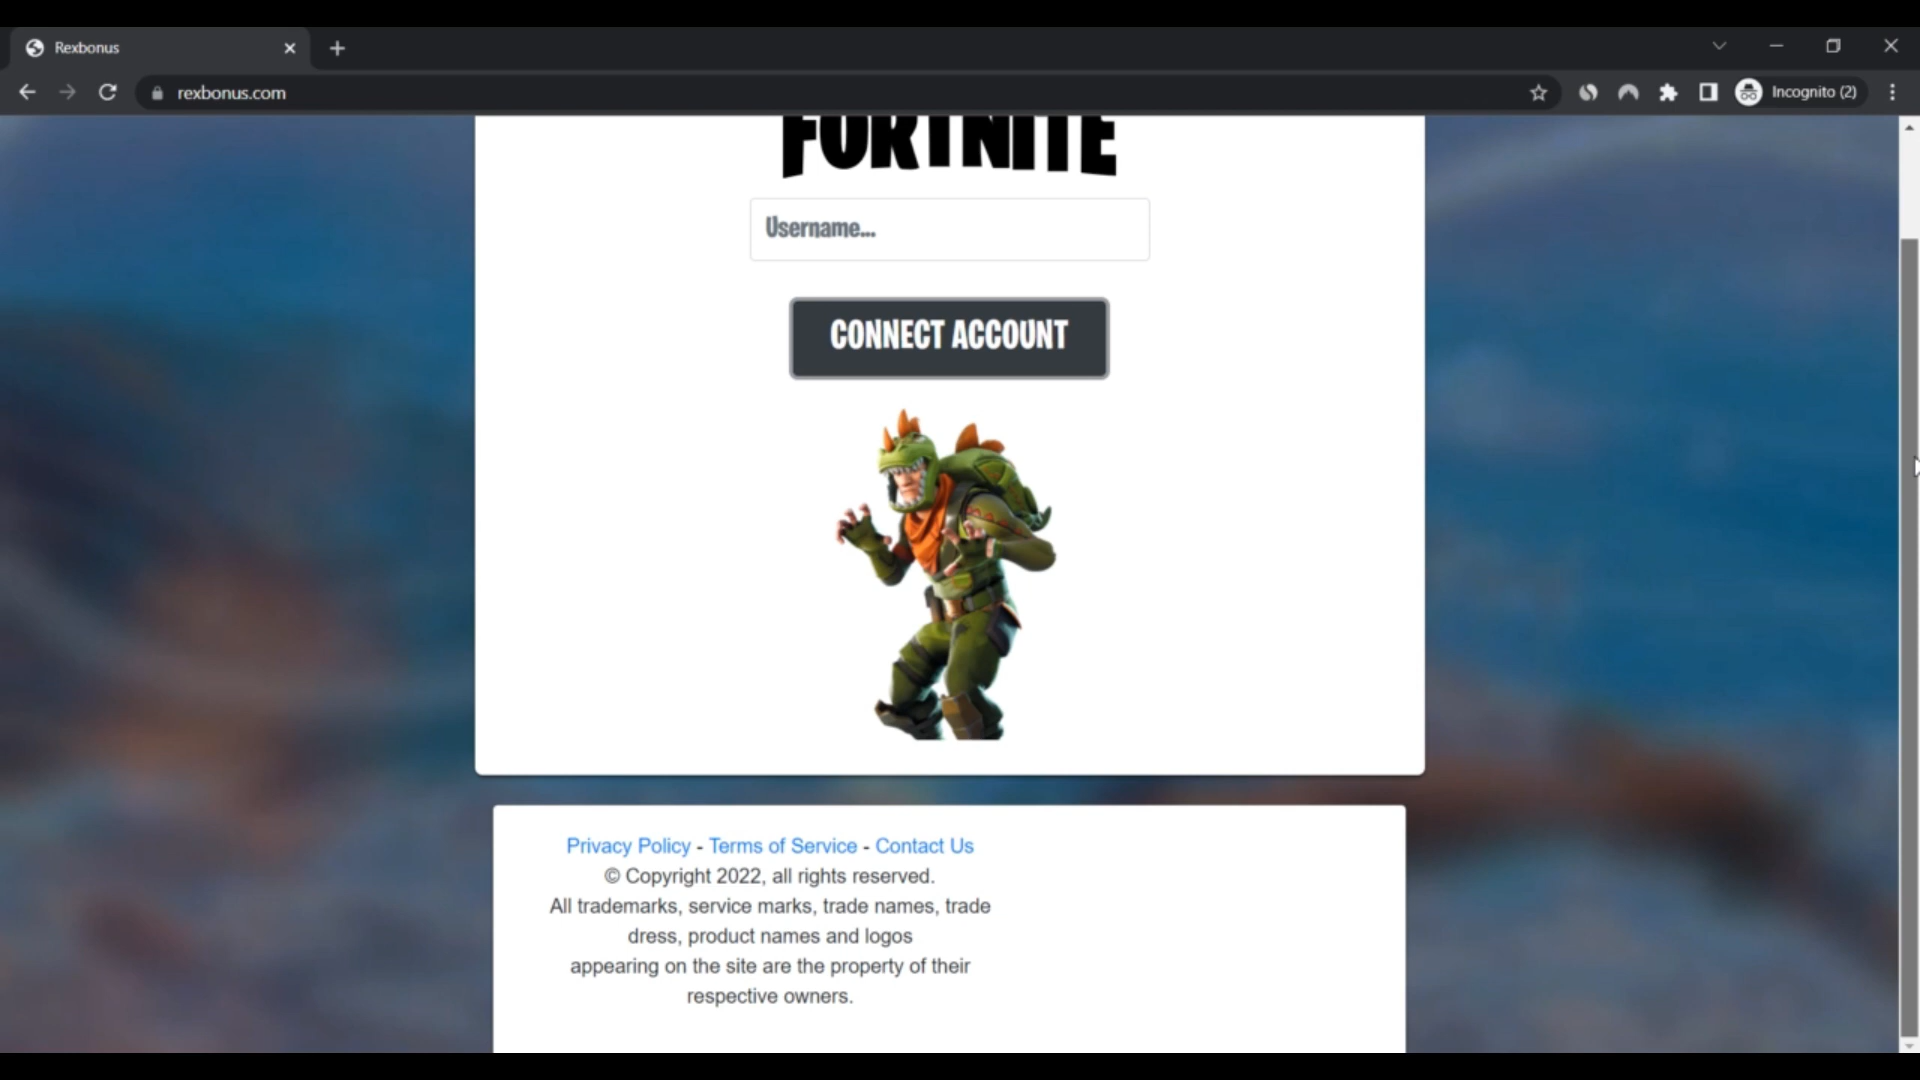 Rexbonus
rexbonus.com
Incognito (2)
FORTNITE
Username...
CONNECT ACCOUNT
Privacy Policy - Terms of Service - Contact Us
© Copyright 2022, all rights reserved.
All trademarks, service marks, trade names, trade
dress, product names and logos
appearing on the site are the property of their
respective owners.